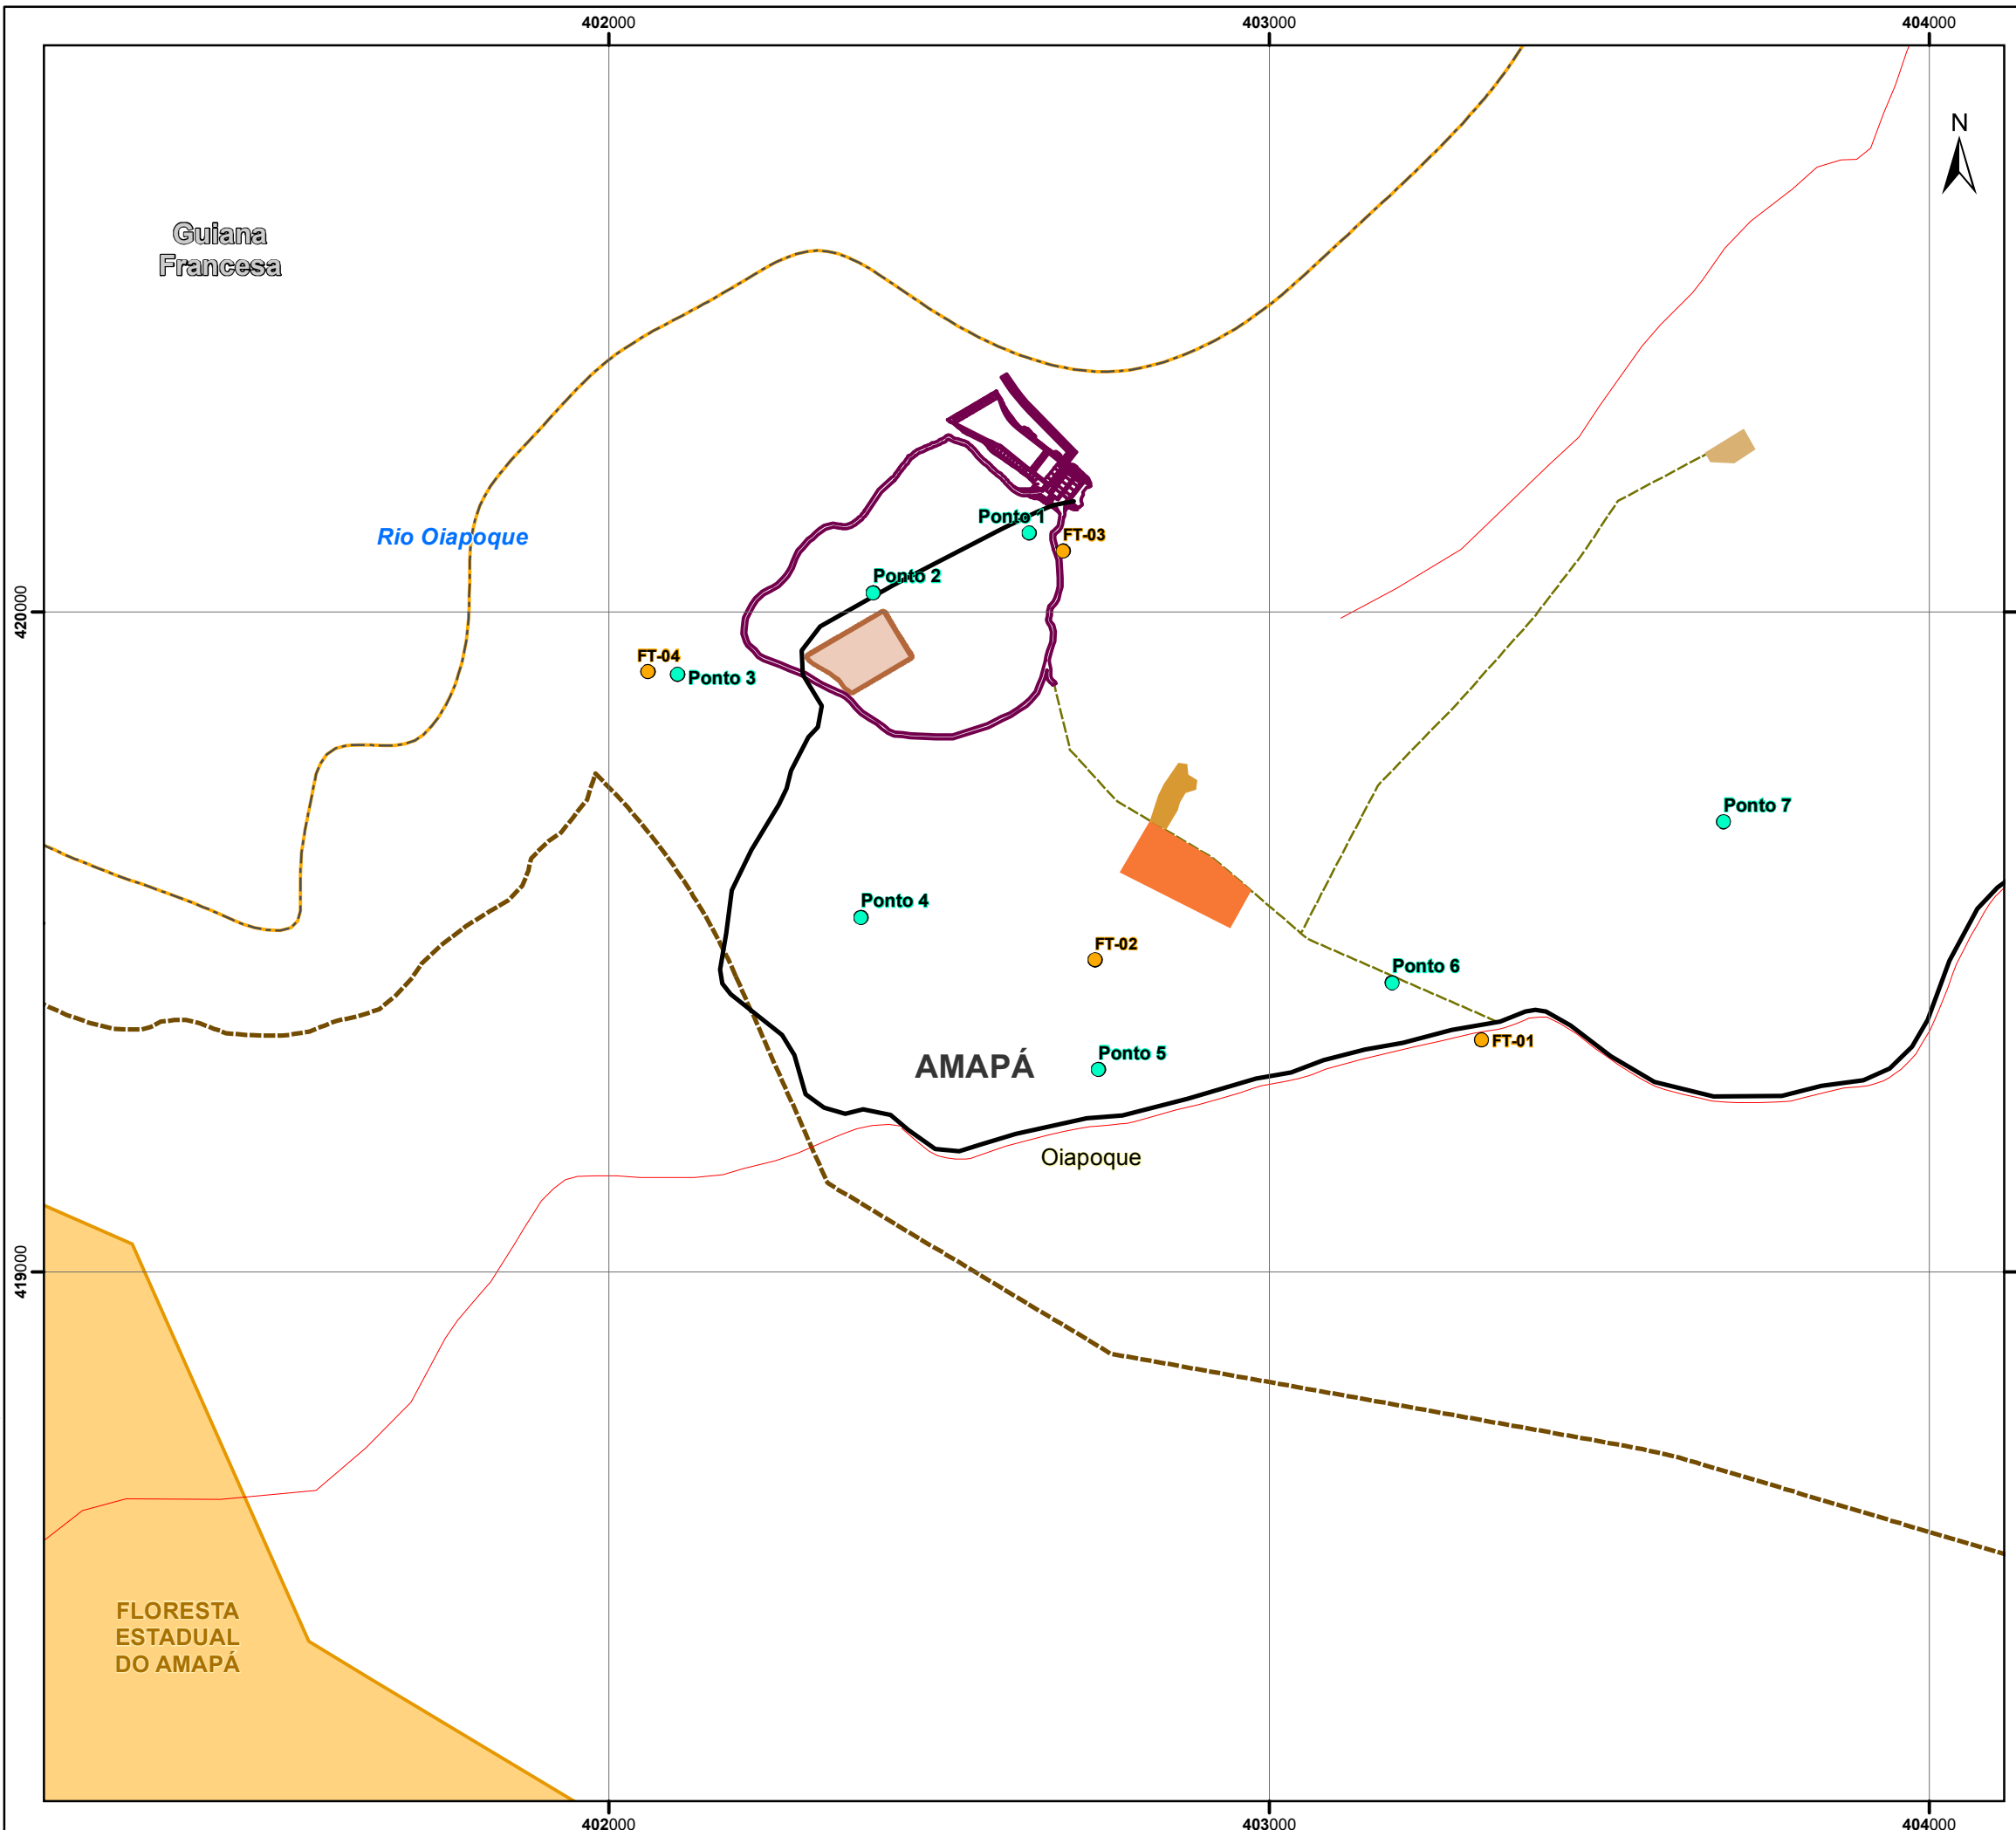 402000
403000
404000
N
Guiana
Francesa
Rio Oiapoque
Ponto 1
FT-03
Ponto 2
420000
FT-04
Ponto 3
Ponto 7
Ponto 4
FT-02
Ponto 6
FT-01
Ponto 5
AMAPÁ
Oiapoque
419000
FLORESTA
ESTADUAL
DO AMAPÁ
402000
403000
404000